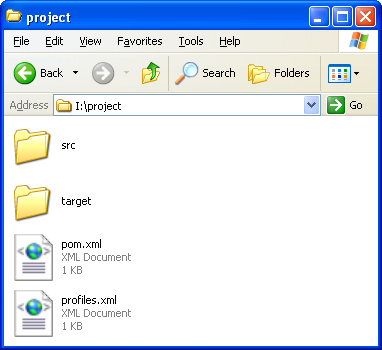 project
File Edit View Favorites Tools Help
Back Search Folders
Address I:\project Go
src
target
pom.xml
XML Document
1 KB
profiles.xml
XML Document
1 KB